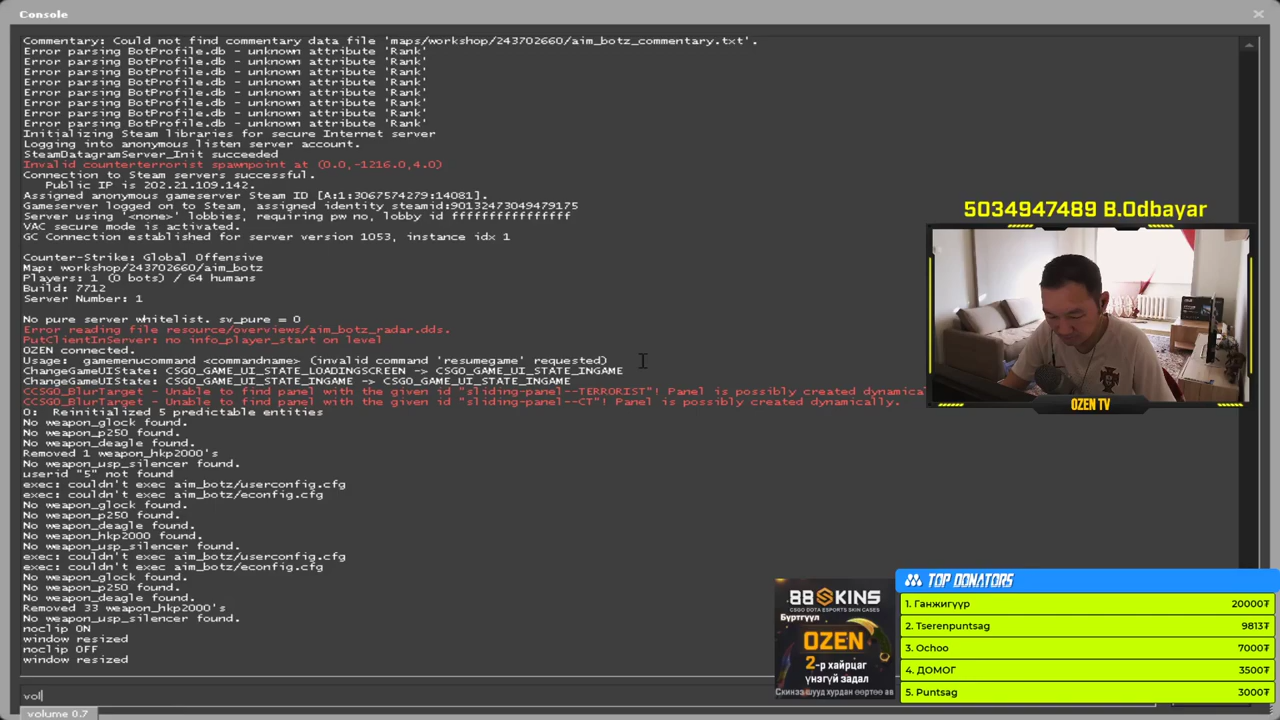 Console
Commentary: Could not find commentary data file 'maps/workshop/243702660/aim_botz_commentary.txt'.
Error parsing BotProfile.db - unknown attribute 'Rank'
Error parsing BotProfile.db - unknown attribute 'Rank'
Error parsing BotProfile.db - unknown attribute 'Rank'
Error parsing BotProfile.db - unknown attribute 'Rank'
Error parsing BotProfile.db - unknown attribute 'Rank'
Error parsing BotProfile.db - unknown attribute 'Rank'
Error parsing BotProfile.db - unknown attribute 'Rank'
Error parsing BotProfile.db - unknown attribute 'Rank'
Initializing Steam libraries for secure Internet server
Logging into anonymous listen server account.
SteamDatagramServer_Init succeeded
Invalid counterterrorist spawnpoint at (0.0,-1216.0,4.0)
Connection to Steam servers successful.
Public IP is 202.21.109.142.
Assigned anonymous gameserver Steam ID [A:1:3067574279:14081].
Gameserver logged on to Steam, assigned identity steamid:90132473049479175
Server using '<none>' lobbies, requiring pw no, lobby id ffffffffffffffff
VAC secure mode is activated.
GC Connection established for server version 1053, instance idx 1
Counter-Strike: Global Offensive
Map: workshop/243702660/aim_botz
Players: 1 (0 bots) / 64 humans
Build: 7712
Server Number: 1
No pure server whitelist. sv_pure = 0
Error reading file resource/overviews/aim_botz_radar.dds.
PutClientInServer: no info_player_start on level
OZEN connected.
Usage:  gamemenucommand <commandname> (invalid command 'resumegame' requested)
ChangeGameUIState: CSGO_GAME_UI_STATE_LOADINGSCREEN -> CSGO_GAME_UI_STATE_INGAME
ChangeGameUIState: CSGO_GAME_UI_STATE_INGAME -> CSGO_GAME_UI_STATE_INGAME
CCSGO_BlurTarget - Unable to find panel with the given id "sliding-panel--TERRORIST"! Panel is possibly created dynamica
CCSGO_BlurTarget - Unable to find panel with the given id "sliding-panel--CT"! Panel is possibly created dynamically.
0:  Reinitialized 5 predictable entities
No weapon_glock found.
No weapon_p250 found.
No weapon_deagle found.
Removed 1 weapon_hkp2000's
No weapon_usp_silencer found.
userid "5" not found
exec: couldn't exec aim_botz/userconfig.cfg
exec: couldn't exec aim_botz/econfig.cfg
No weapon_glock found.
No weapon_p250 found.
No weapon_deagle found.
No weapon_hkp2000 found.
No weapon_usp_silencer found.
exec: couldn't exec aim_botz/userconfig.cfg
exec: couldn't exec aim_botz/econfig.cfg
No weapon_glock found.
No weapon_p250 found.
No weapon_deagle found.
Removed 33 weapon_hkp2000's
No weapon_usp_silencer found.
noclip ON
window resized
noclip OFF
window resized
vol
volume 0.7
5034947489 B.Odbayar
OZEN TV
88SKINS
CSGO DOTA ESPORTS SKIN CASES
Бүртгүүл
OZEN
2-р хайрцаг
үнэгүй задал
Скинээ шууд хурдан өөртөө ав
TOP DONATORS
1. Ганжигүүр 20000₮
2. Tserenpuntsag 9813₮
3. Ochoo 7000₮
4. ДОМОГ 3500₮
5. Puntsag 3000₮